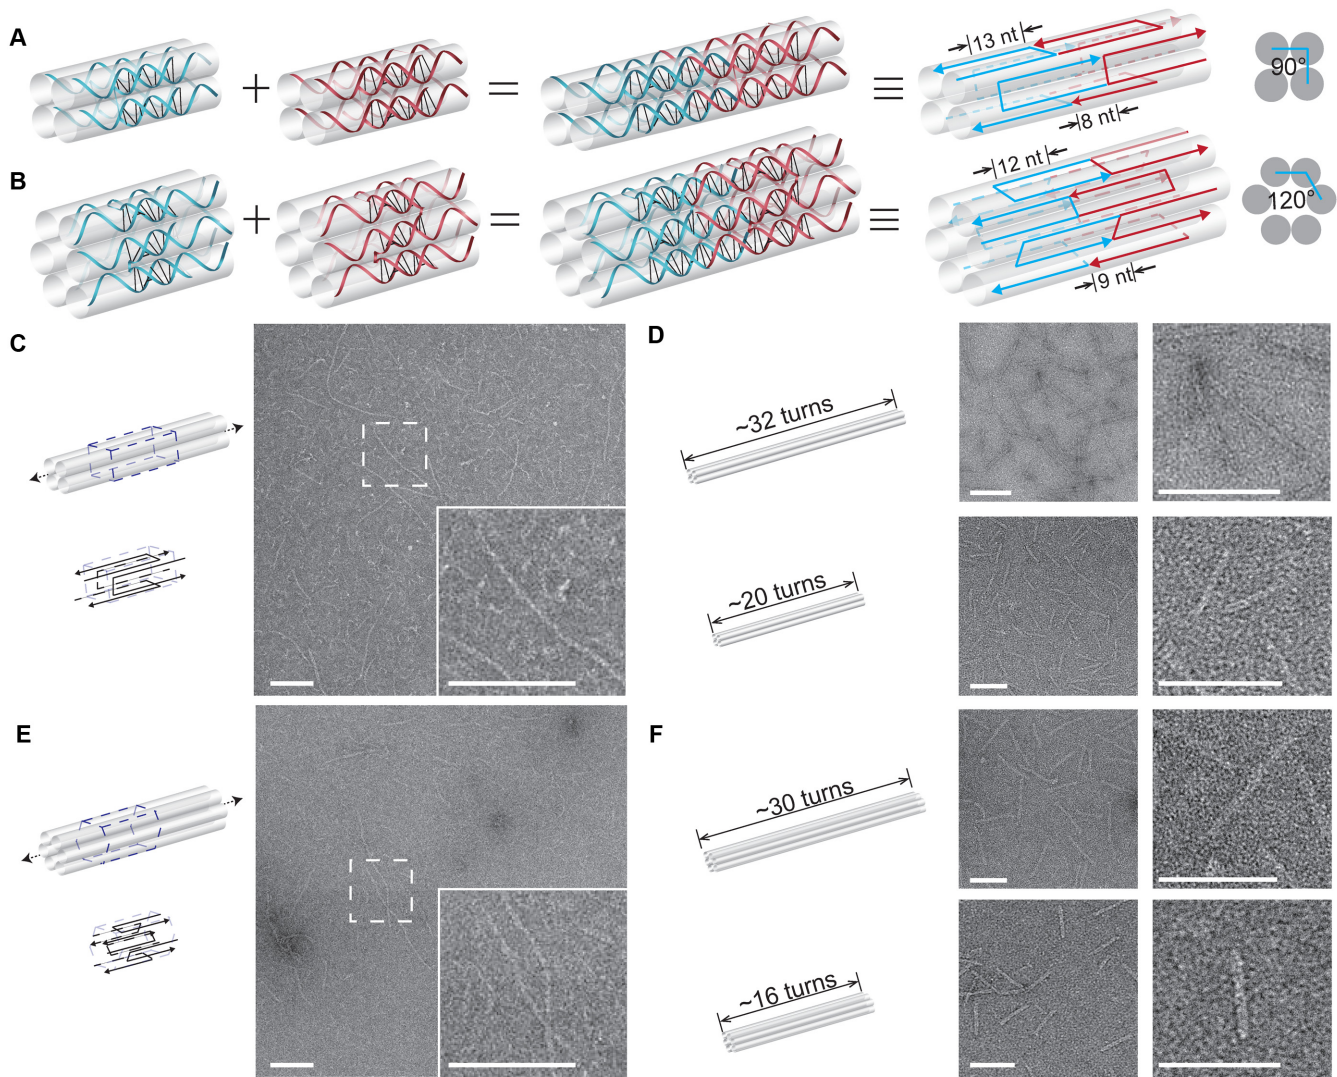 A
+
=
≡
13 nt
8 nt
90°
B
+
=
≡
12 nt
9 nt
120°
C
D
~32 turns
~20 turns
E
F
~30 turns
~16 turns